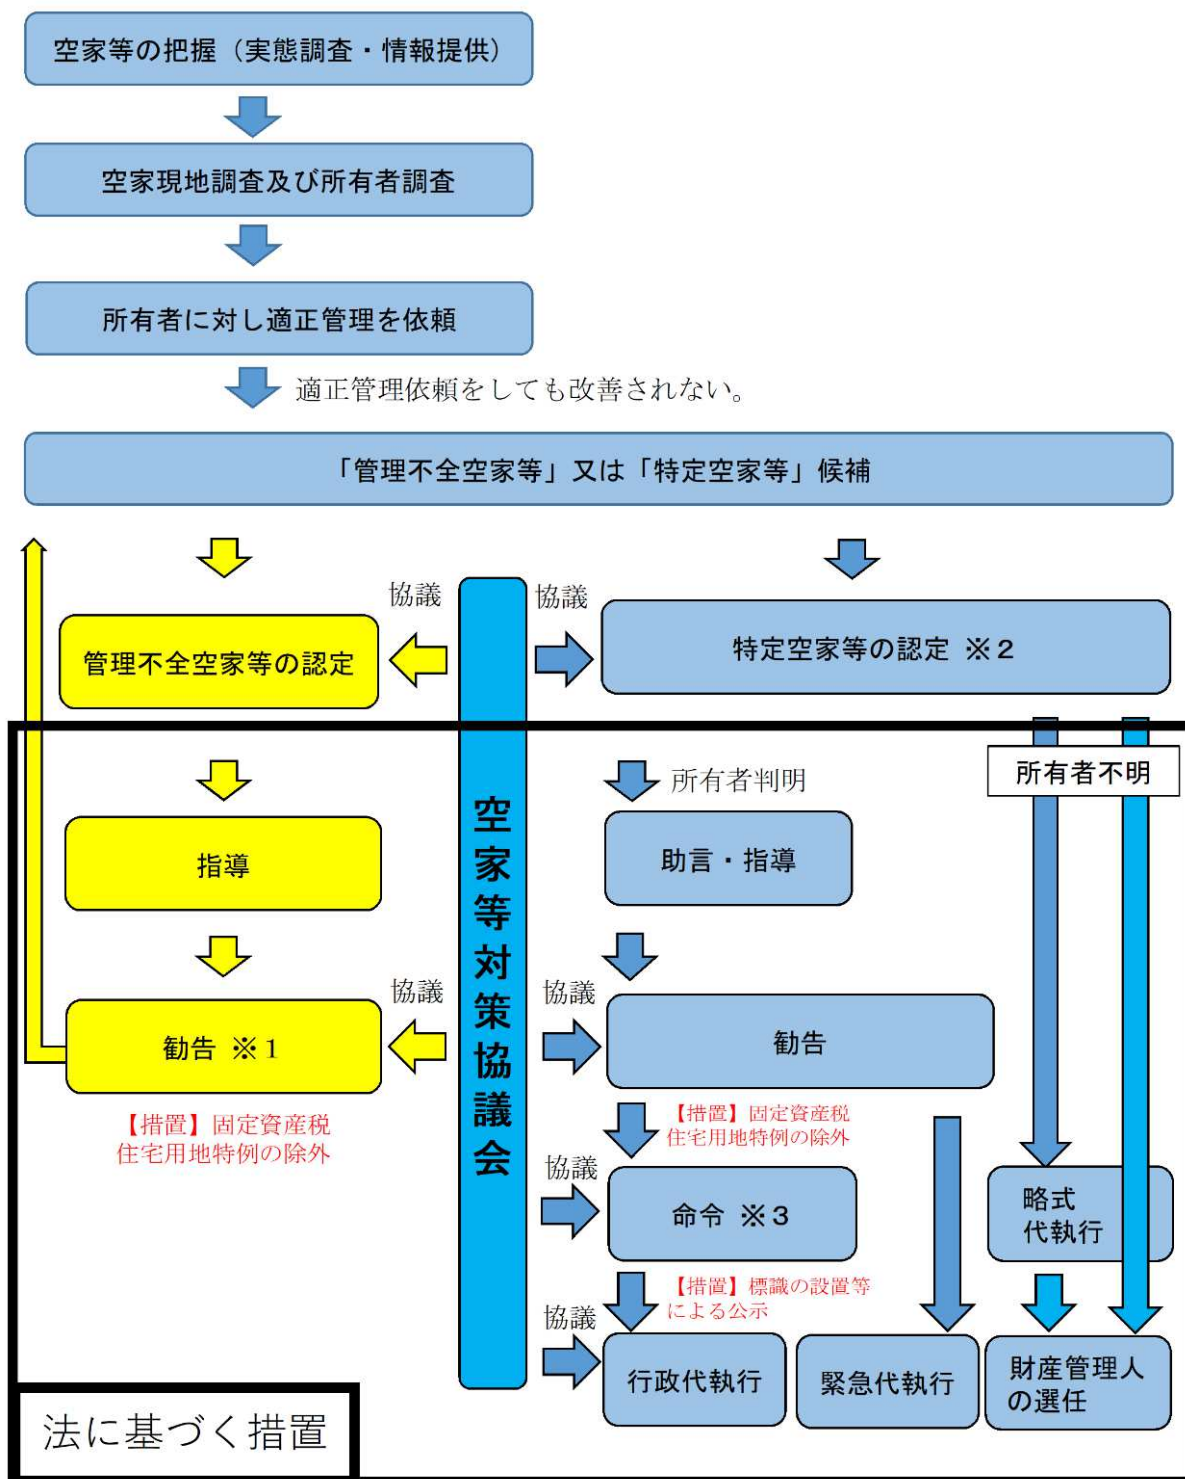 空家等の把握（実態調査・情報提供）
空家現地調査及び所有者調査
所有者に対し適正管理を依頼
適正管理依頼をしても改善されない。
「管理不全空家等」又は「特定空家等」候補
協議
協議
管理不全空家等の認定
特定空家等の認定 ※２
空家等対策協議会
所有者判明
所有者不明
指導
助言・指導
協議
協議
勧告 ※１
勧告
【措置】固定資産税
住宅用地特例の除外
【措置】固定資産税
住宅用地特例の除外
協議
命令 ※３
略式
代執行
【措置】標識の設置等
による公示
協議
行政代執行
緊急代執行
財産管理人
の選任
法に基づく措置